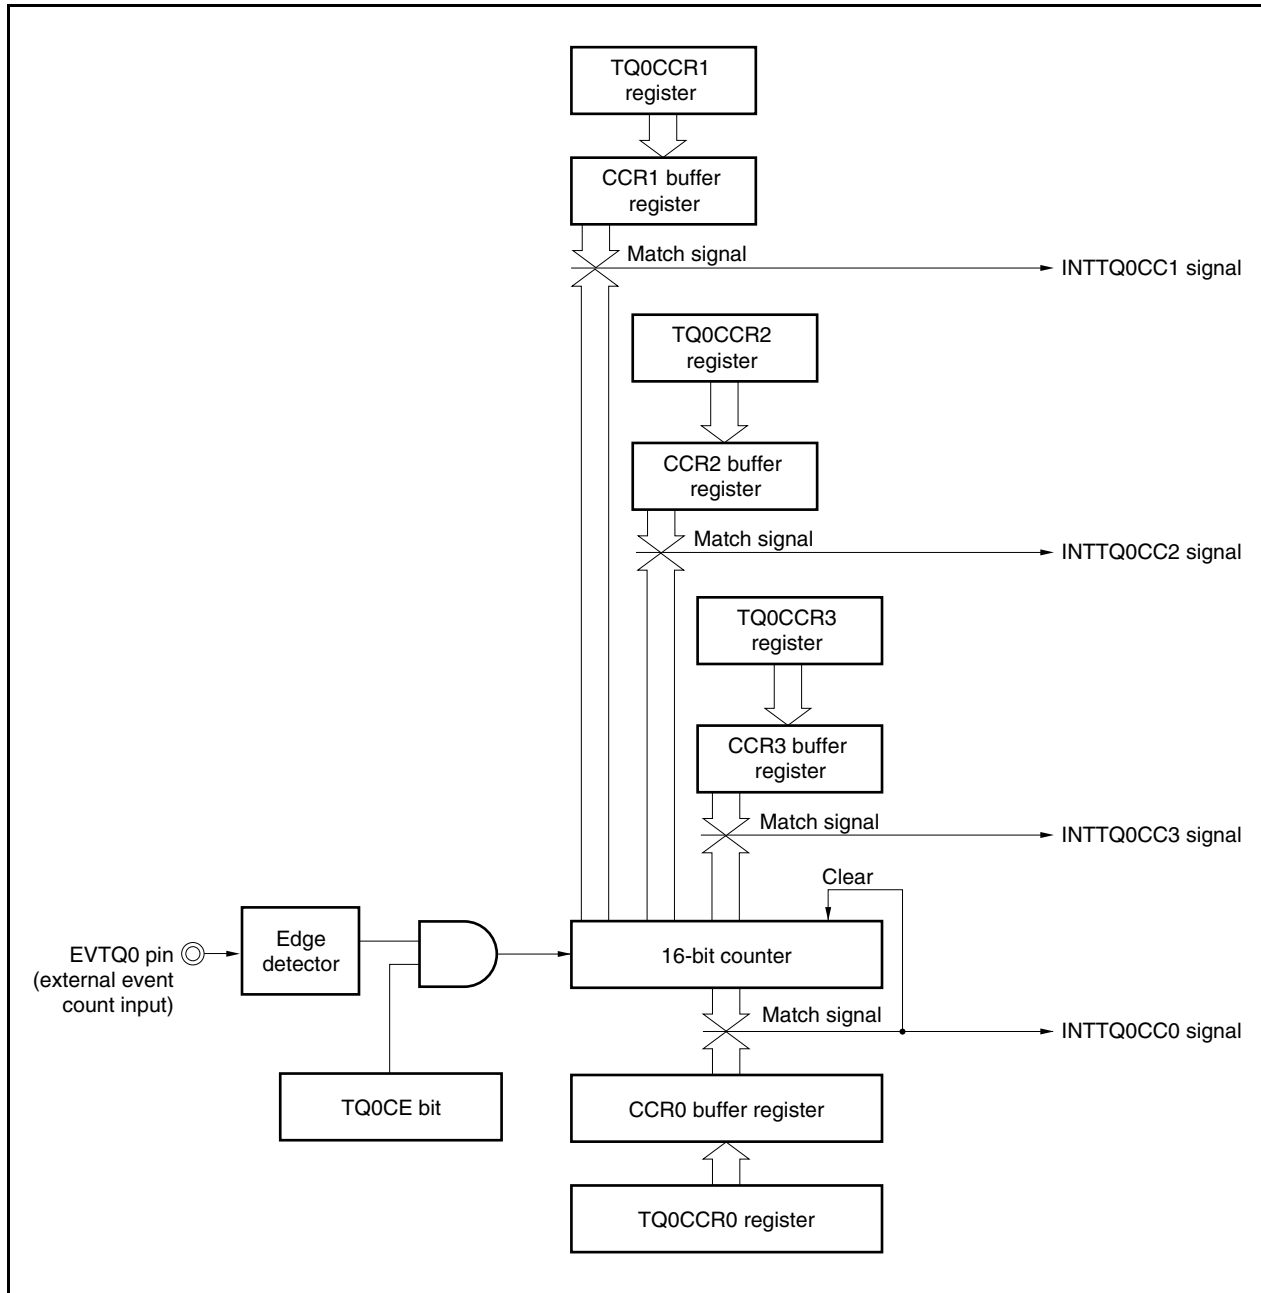 TQ0CCR1
register
CCR1 buffer
register
Match signal
INTTQ0CC1 signal
TQ0CCR2
register
CCR2 buffer
register
Match signal
INTTQ0CC2 signal
TQ0CCR3
register
CCR3 buffer
register
Match signal
INTTQ0CC3 signal
Clear
EVTQ0 pin
(external event
count input)
Edge
detector
16-bit counter
Match signal
INTTQ0CC0 signal
TQ0CE bit
CCR0 buffer register
TQ0CCR0 register